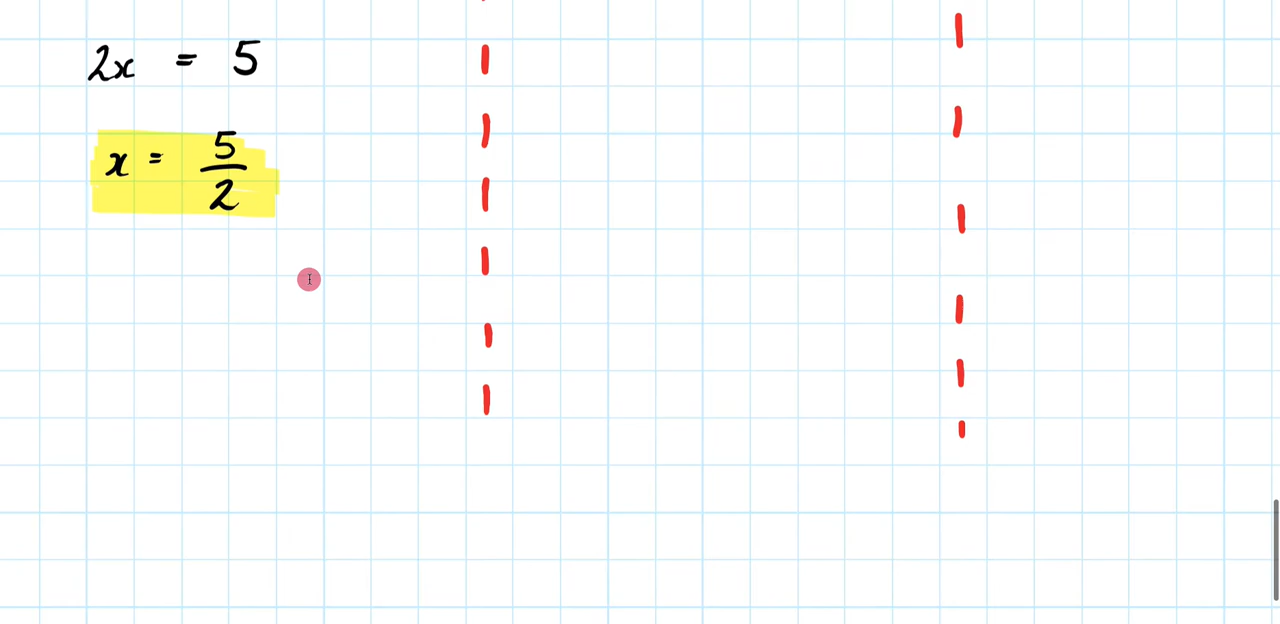 2x = 5
x = 5/2